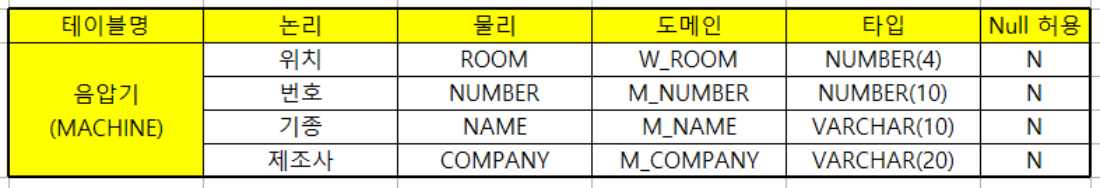 테이블명 논리 물리 도메인 타입 Null 허용
음압기
(MACHINE)
위치 ROOM W_ROOM NUMBER(4) N
번호 NUMBER M_NUMBER NUMBER(10) N
기종 NAME M_NAME VARCHAR(10) N
제조사 COMPANY M_COMPANY VARCHAR(20) N